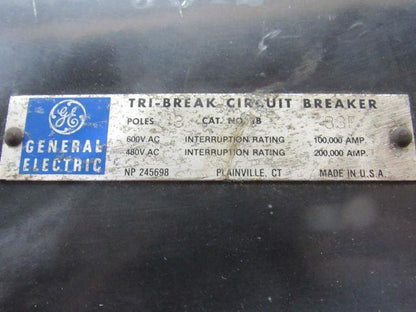 GE
GENERAL
ELECTRIC
TRI-BREAK CIRCUIT BREAKER
POLES 3 CAT. NO.
600V.AC INTERRUPTION RATING 100,000 AMP.
480V.AC INTERRUPTION RATING 200,000 AMP.
NP 245698 PLAINVILLE, CT MADE IN U.S.A.